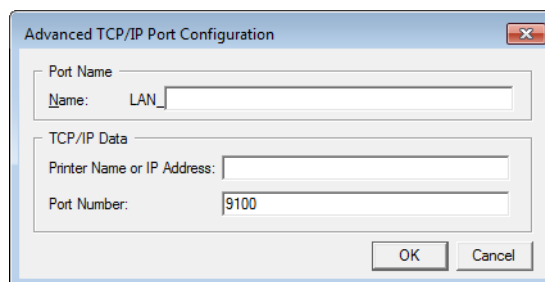 Advanced TCP/IP Port Configuration
Port Name
Name: LAN_
TCP/IP Data
Printer Name or IP Address:
Port Number: 9100
OK Cancel